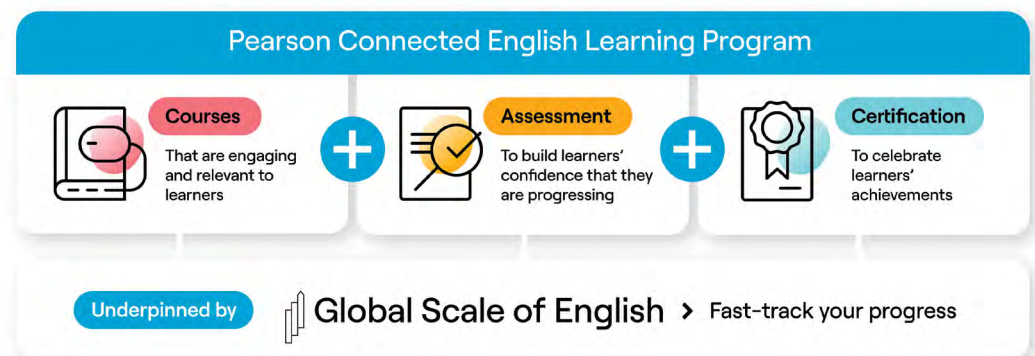 Pearson Connected English Learning Program
Courses
That are engaging
and relevant to
learners
Assessment
To build learners’
confidence that they
are progressing
Certification
To celebrate
learners’
achievements
Underpinned by
Global Scale of English
Fast-track your progress